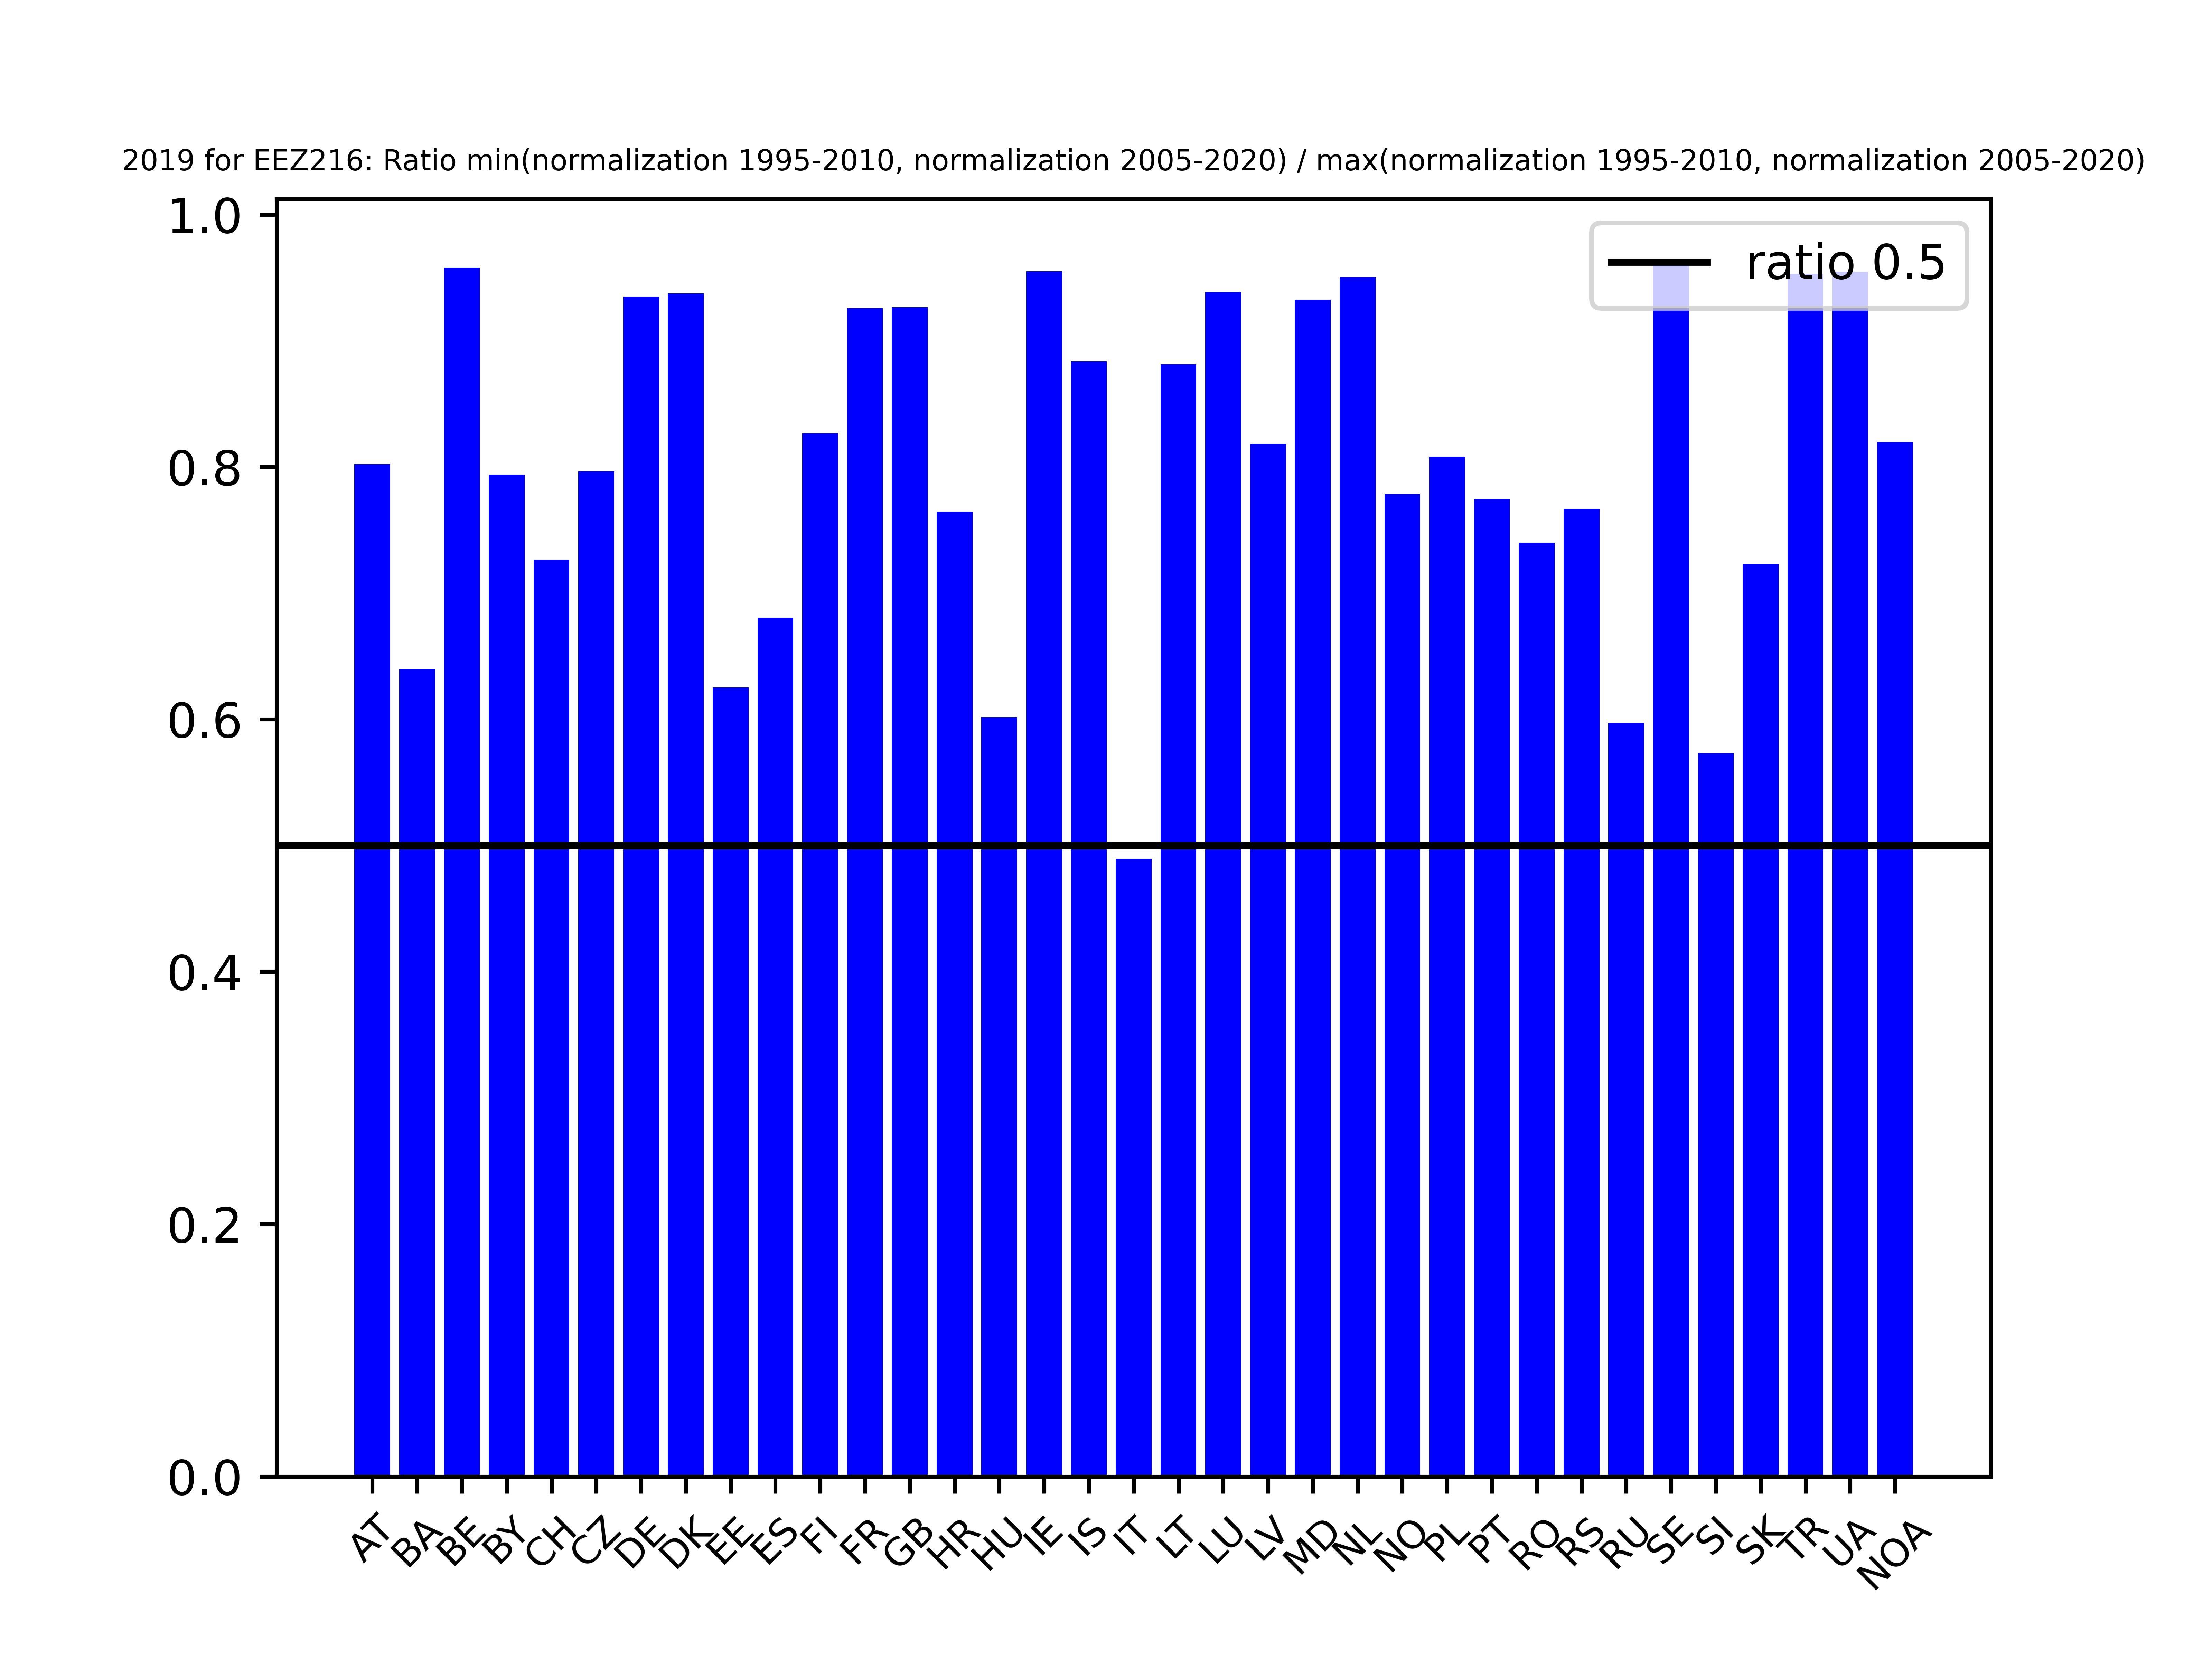 2019 for EEZ216: Ratio min(normalization 1995-2010, normalization 2005-2020) / max(normalization 1995-2010, normalization 2005-2020)
ratio 0.5
1.0
0.8
0.6
0.4
0.2
0.0
AT BA BE BY CH CZ DE DK EE ES FI FR GB HR HU IE IS IT LT LU LV MD NL NO PL PT RO RS RU SE SI SK TR UA NOA